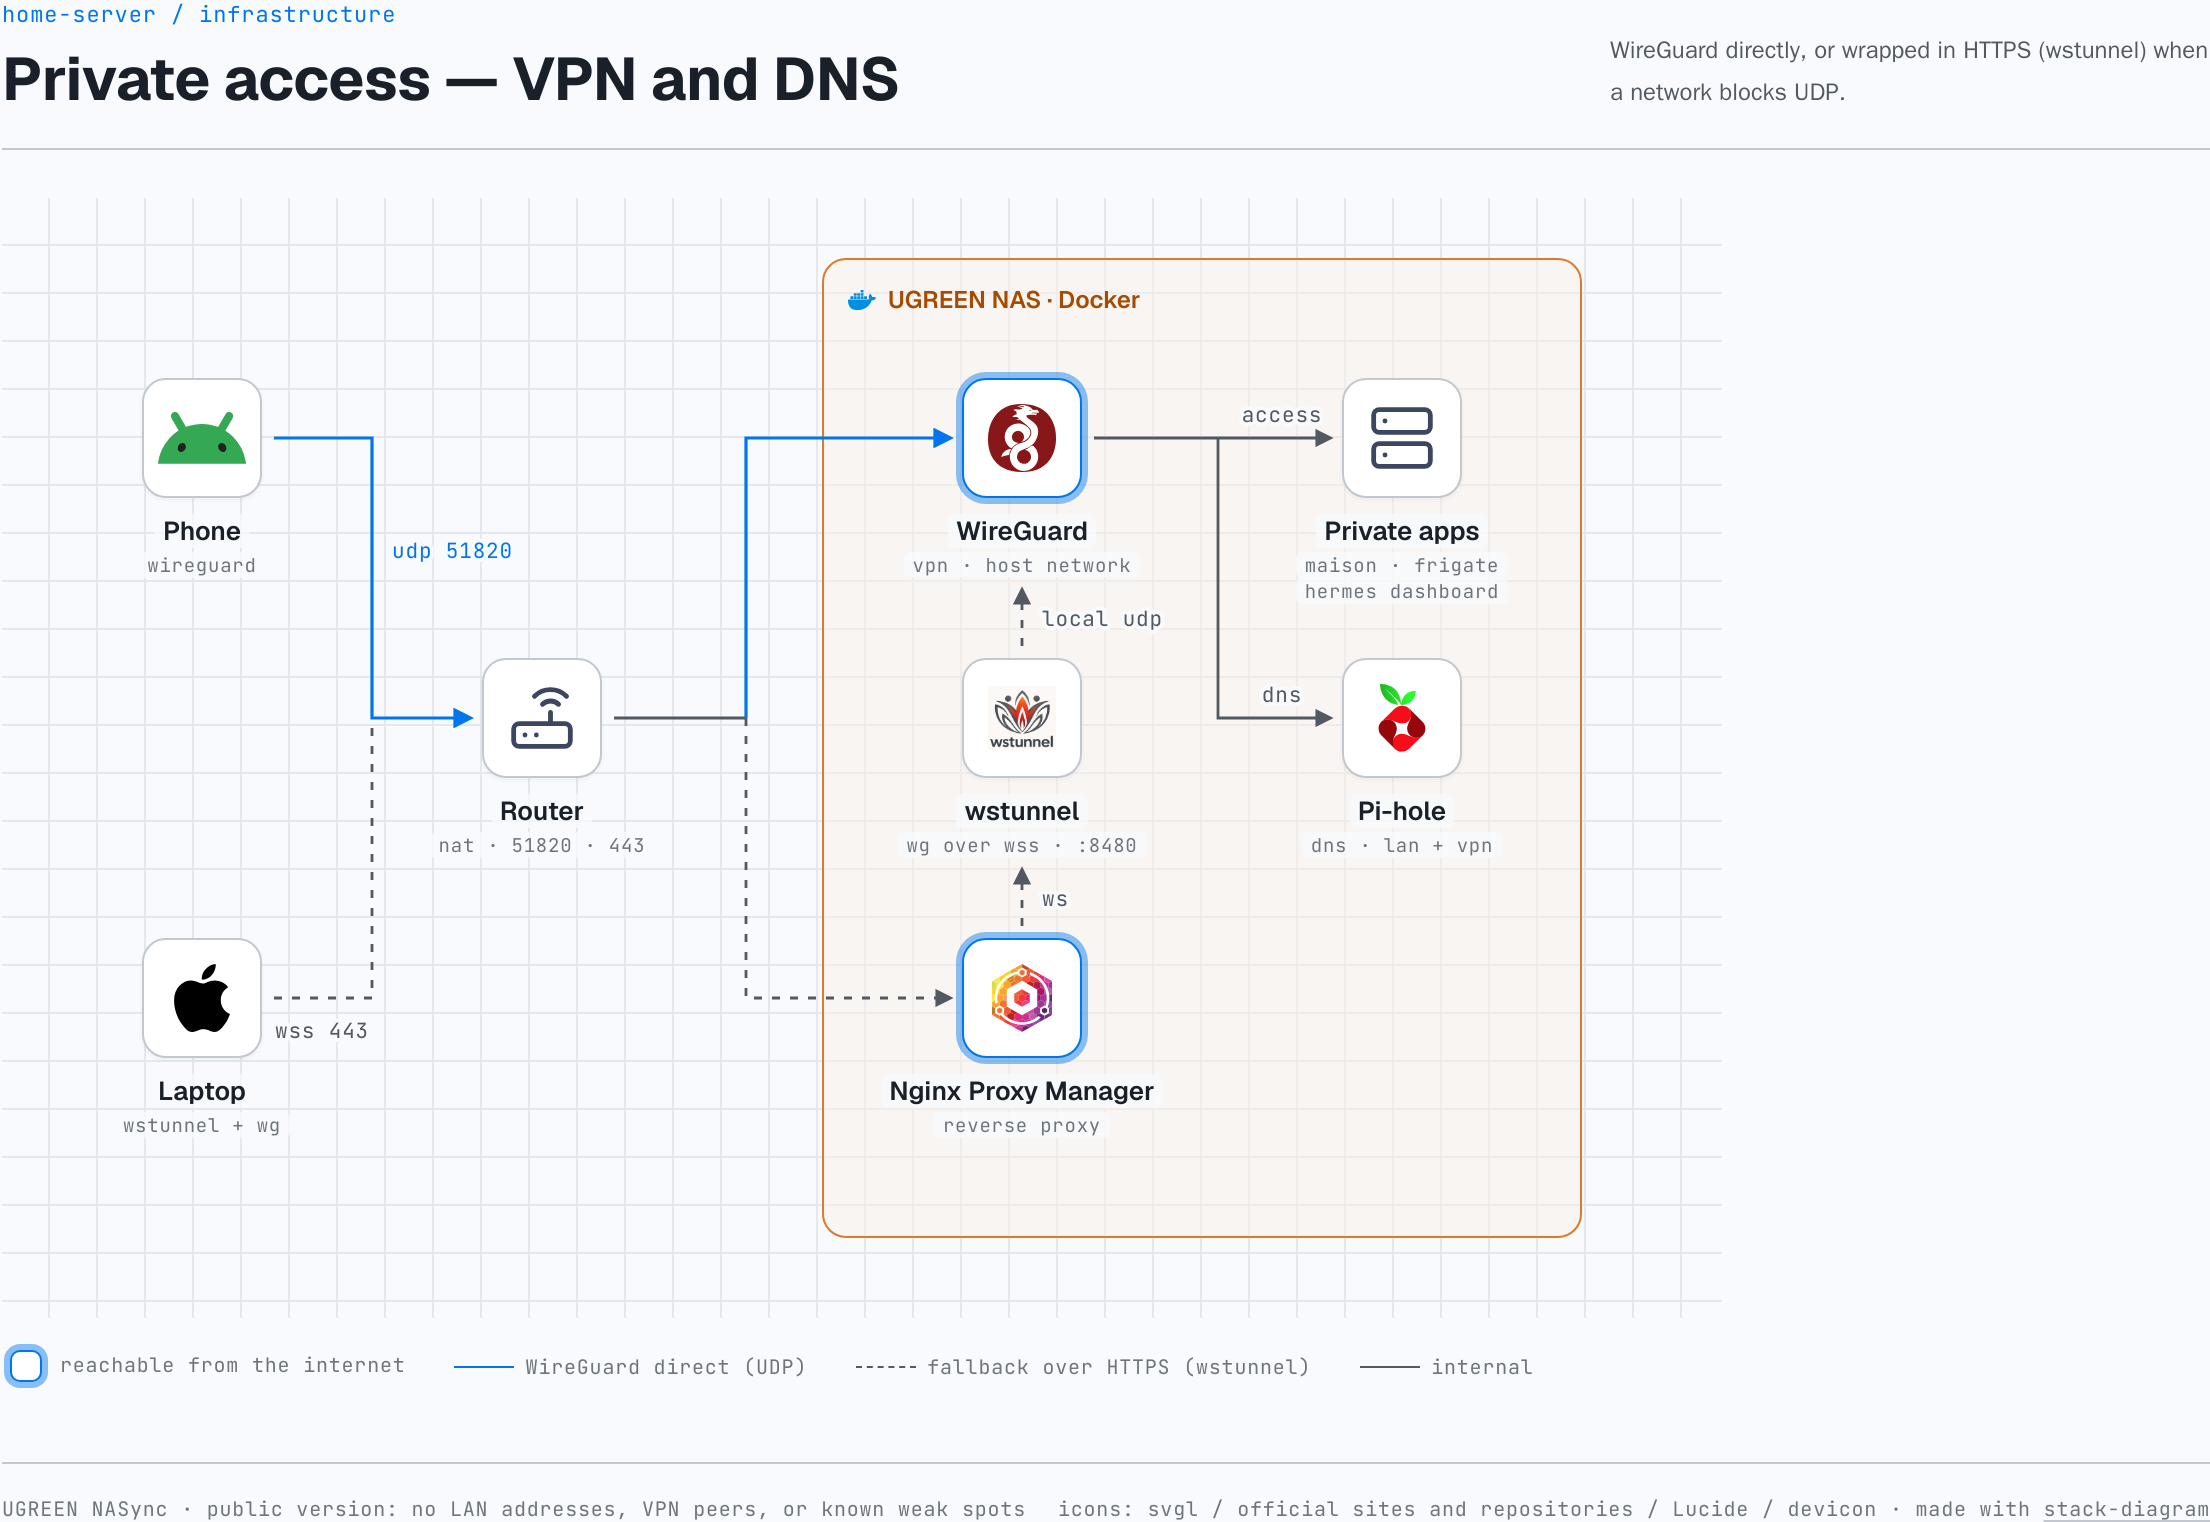 home-server / infrastructure
Private access — VPN and DNS
WireGuard directly, or wrapped in HTTPS (wstunnel) when
a network blocks UDP.
UGREEN NAS · Docker
access
Phone
wireguard
udp 51820
WireGuard
vpn · host network
Private apps
maison · frigate
hermes dashboard
local udp
dns
wstunnel
Router
nat · 51820 · 443
wstunnel
wg over wss · :8480
Pi-hole
dns · lan + vpn
ws
wss 443
Laptop
wstunnel + wg
Nginx Proxy Manager
reverse proxy
reachable from the internet
WireGuard direct (UDP)
fallback over HTTPS (wstunnel)
internal
UGREEN NASync · public version: no LAN addresses, VPN peers, or known weak spots
icons: svgl / official sites and repositories / Lucide / devicon · made with stack-diagram